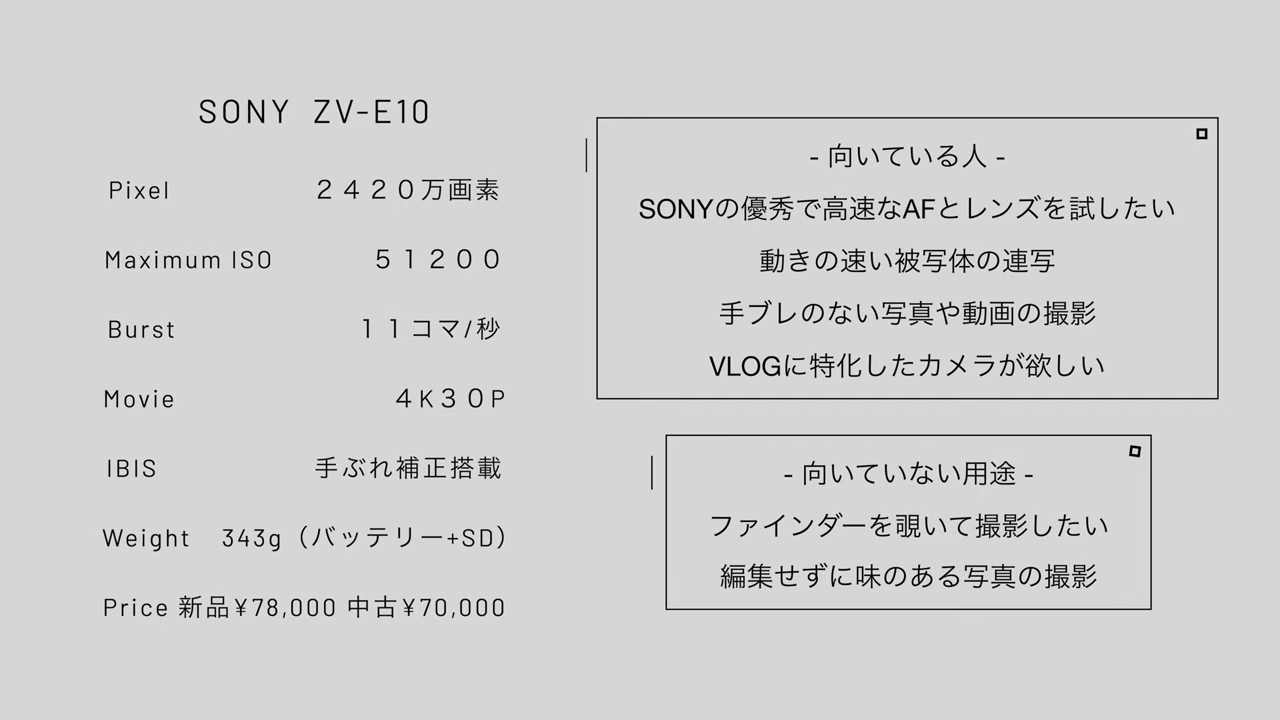 SONY ZV-E10
Pixel ２４２０万画素
Maximum ISO ５１２００
Burst １１コマ/秒
Movie ４K３０P
IBIS 手ぶれ補正搭載
Weight 343g（バッテリー+SD）
Price 新品¥78,000 中古¥70,000
- 向いている人 -
SONYの優秀で高速なAFとレンズを試したい
動きの速い被写体の連写
手ブレのない写真や動画の撮影
VLOGに特化したカメラが欲しい
- 向いていない用途 -
ファインダーを覗いて撮影したい
編集せずに味のある写真の撮影